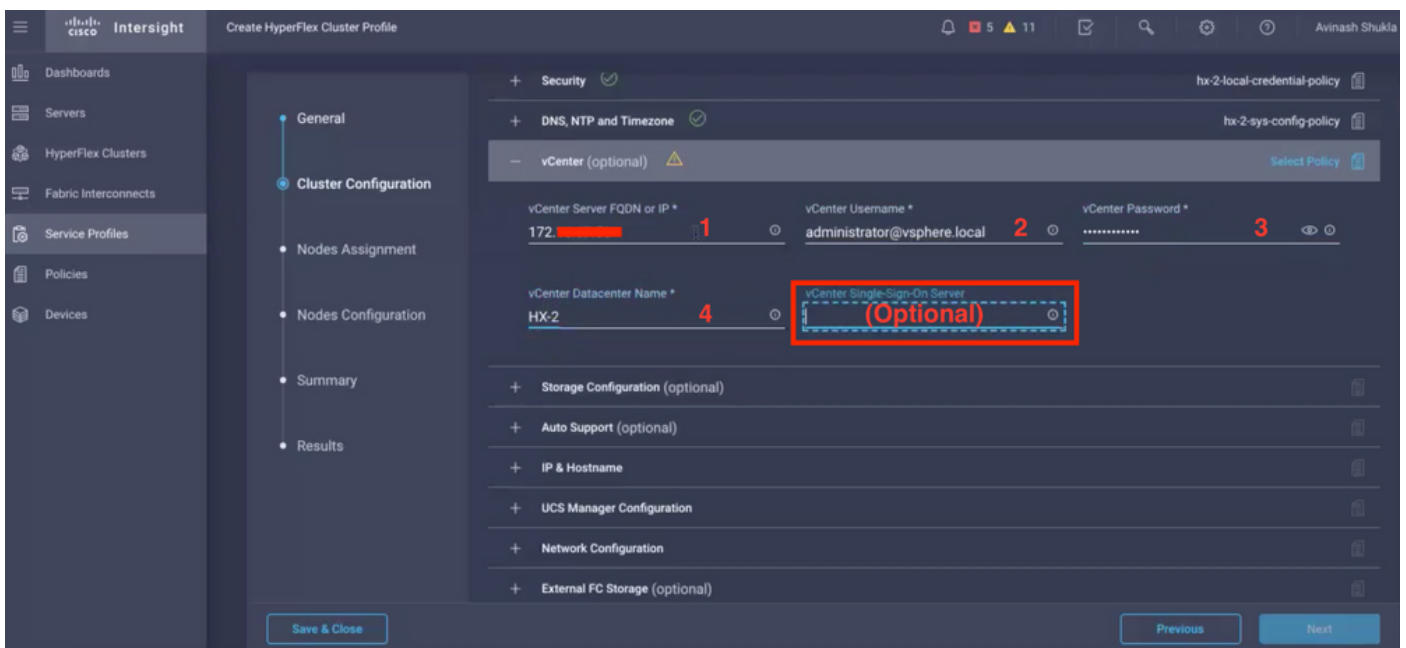 cisco Intersight Create HyperFlex Cluster Profile 5 11 Avinash Shukla
Dashboards
Servers
HyperFlex Clusters
Fabric Interconnects
Service Profiles
Policies
Devices
General
Cluster Configuration
Nodes Assignment
Nodes Configuration
Summary
Results
+ Security hx-2-local-credential-policy
+ DNS, NTP and Timezone hx-2-sys-config-policy
− vCenter (optional) Select Policy
vCenter Server FQDN or IP * vCenter Username * vCenter Password *
172. 1 administrator@vsphere.local 2 ············ 3
vCenter Datacenter Name * vCenter Single-Sign-On Server
HX-2 4 (Optional)
+ Storage Configuration (optional)
+ Auto Support (optional)
+ IP & Hostname
+ UCS Manager Configuration
+ Network Configuration
+ External FC Storage (optional)
Save & Close Previous Next